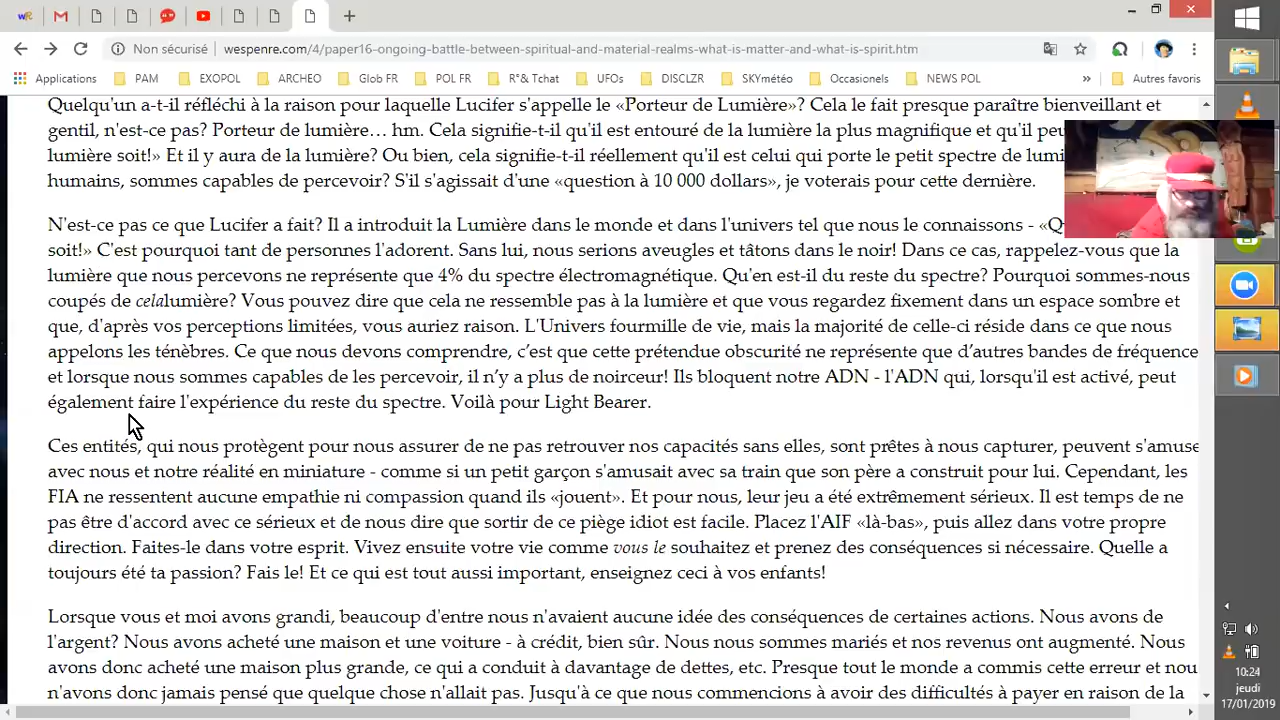 Non sécurisé | wespenre.com/4/paper16-ongoing-battle-between-spiritual-and-material-realms-what-is-matter-and-what-is-spirit.htm
Applications PAM EXOPOL ARCHEO Glob FR POL FR R"& Tchat UFOs DISCLZR SKYmétéo Occasionels NEWS POL » Autres favoris
Quelqu'un a-t-il réfléchi à la raison pour laquelle Lucifer s'appelle le «Porteur de Lumière»? Cela le fait presque paraître bienveillant et
gentil, n'est-ce pas? Porteur de lumière… hm. Cela signifie-t-il qu'il est entouré de la lumière la plus magnifique et qu'il
lumière soit!» Et il y aura de la lumière? Ou bien, cela signifie-t-il réellement qu'il est celui qui porte le petit spectre de
humains, sommes capables de percevoir? S'il s'agissait d'une «question à 10 000 dollars», je voterais pour cette dernière.
N'est-ce pas ce que Lucifer a fait? Il a introduit la Lumière dans le monde et dans l'univers tel que nous le connaissons -
soit!» C'est pourquoi tant de personnes l'adorent. Sans lui, nous serions aveugles et tâtons dans le noir! Dans ce cas, rappelez-vous que la
lumière que nous percevons ne représente que 4% du spectre électromagnétique. Qu'en est-il du reste du spectre? Pourquoi sommes-nous
coupés de celalumière? Vous pouvez dire que cela ne ressemble pas à la lumière et que vous regardez fixement dans un espace sombre et
que, d'après vos perceptions limitées, vous auriez raison. L'Univers fourmille de vie, mais la majorité de celle-ci réside dans ce que nous
appelons les ténèbres. Ce que nous devons comprendre, c’est que cette prétendue obscurité ne représente que d’autres bandes de fréquence
et lorsque nous sommes capables de les percevoir, il n’y a plus de noirceur! Ils bloquent notre ADN - l'ADN qui, lorsqu'il est activé, peut
également faire l'expérience du reste du spectre. Voilà pour Light Bearer.
Ces entités, qui nous protègent pour nous assurer de ne pas retrouver nos capacités sans elles, sont prêtes à nous capturer, peuvent s'amuse
avec nous et notre réalité en miniature - comme si un petit garçon s'amusait avec sa train que son père a construit pour lui. Cependant, les
FIA ne ressentent aucune empathie ni compassion quand ils «jouent». Et pour nous, leur jeu a été extrêmement sérieux. Il est temps de ne
pas être d'accord avec ce sérieux et de nous dire que sortir de ce piège idiot est facile. Placez l'AIF «là-bas», puis allez dans votre propre
direction. Faites-le dans votre esprit. Vivez ensuite votre vie comme vous le souhaitez et prenez des conséquences si nécessaire. Quelle a
toujours été ta passion? Fais le! Et ce qui est tout aussi important, enseignez ceci à vos enfants!
Lorsque vous et moi avons grandi, beaucoup d'entre nous n'avaient aucune idée des conséquences de certaines actions. Nous avons de
l'argent? Nous avons acheté une maison et une voiture - à crédit, bien sûr. Nous nous sommes mariés et nos revenus ont augmenté. Nous
avons donc acheté une maison plus grande, ce qui a conduit à davantage de dettes, etc. Presque tout le monde a commis cette erreur et nou
n'avons donc jamais pensé que quelque chose n'allait pas. Jusqu'à ce que nous commencions à avoir des difficultés à payer en raison de la
10:24
jeudi
17/01/2019